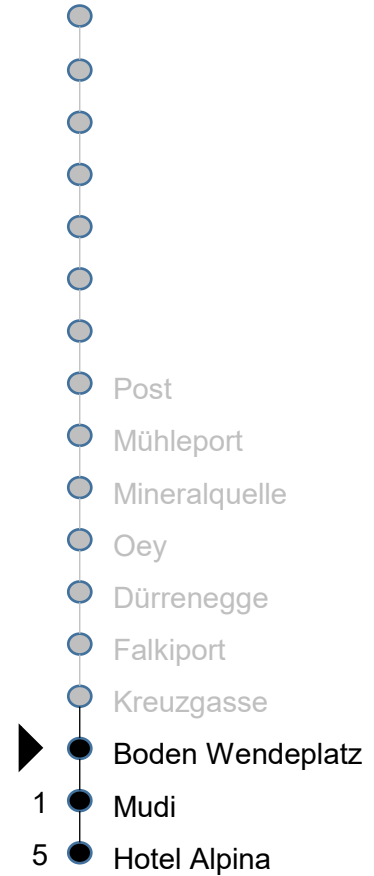 Post
Mühleport
Mineralquelle
Oey
Dürrenegge
Falkiport
Kreuzgasse
Boden Wendeplatz
1 Mudi
5 Hotel Alpina